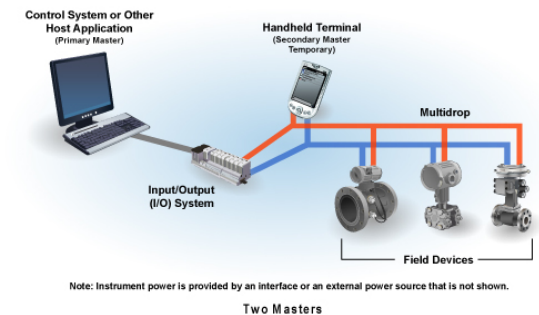 Control System or Other
Host Application
(Primary Master)
Handheld Terminal
(Secondary Master
Temporary)
Multidrop
Input/Output
(I/O) System
Field Devices
Note: Instrument power is provided by an interface or an external power source that is not shown.
Two Masters